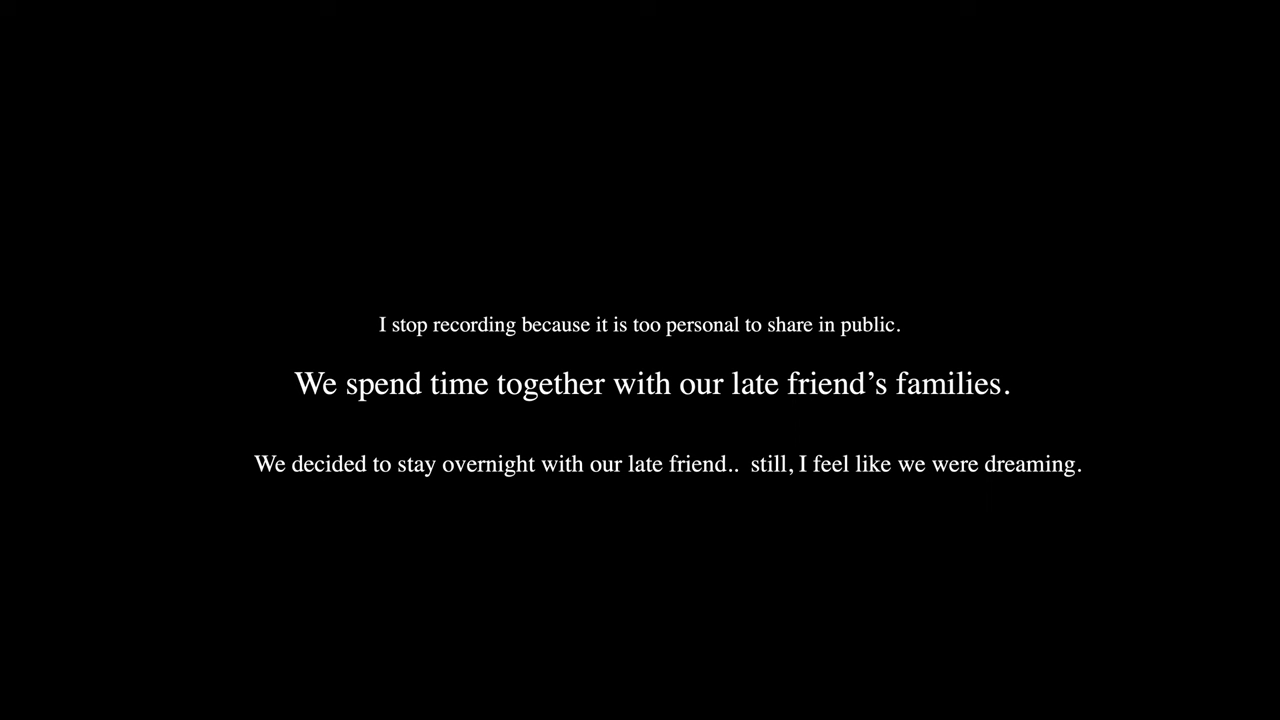 I stop recording because it is too personal to share in public.
We spend time together with our late friend’s families.
We decided to stay overnight with our late friend..  still, I feel like we were dreaming.